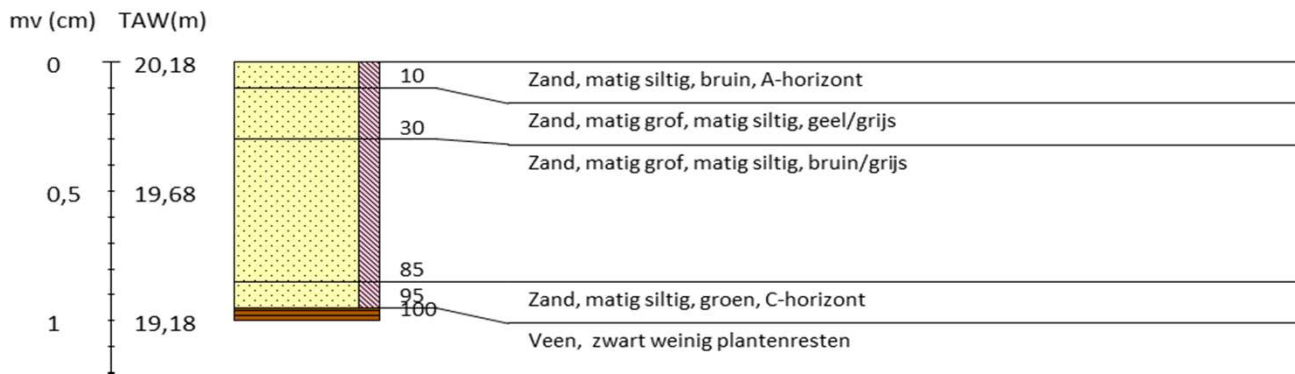 mv (cm) TAW(m)
0 20,18
10 Zand, matig siltig, bruin, A-horizont
Zand, matig grof, matig siltig, geel/grijs
30
Zand, matig grof, matig siltig, bruin/grijs
0,5 19,68
85
95 Zand, matig siltig, groen, C-horizont
100
1 19,18
Veen, zwart weinig plantenresten